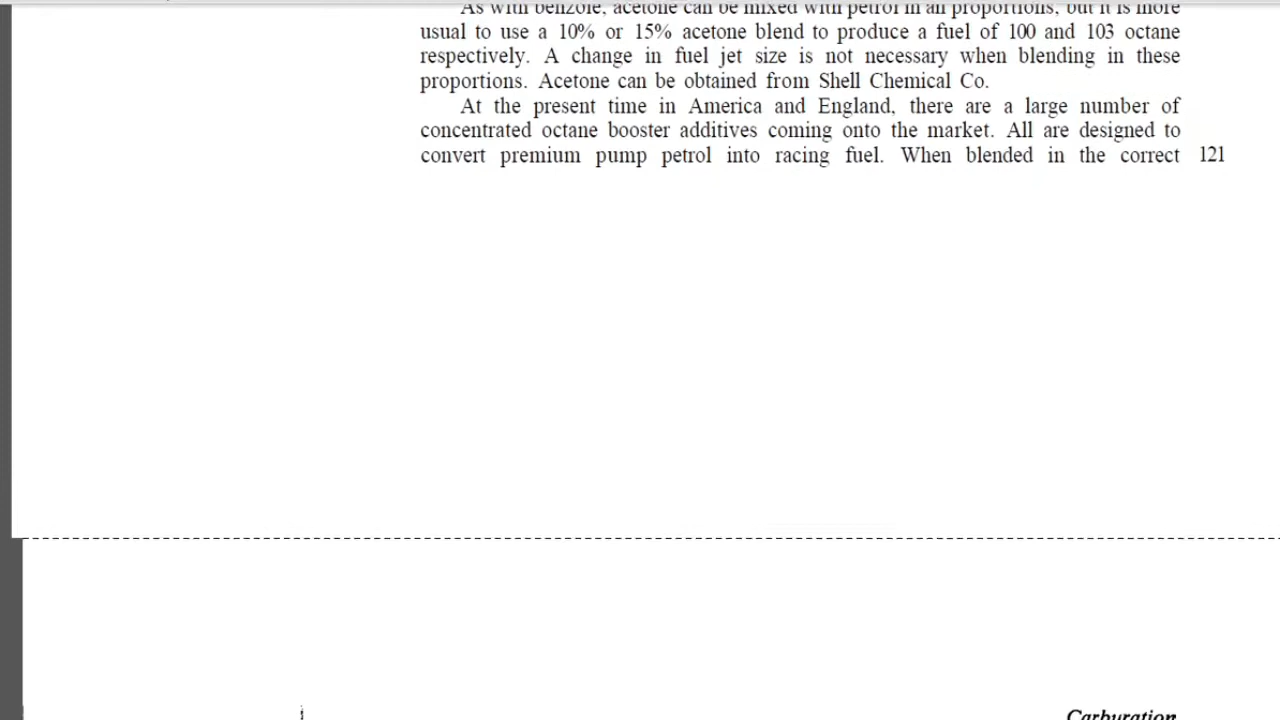 As with benzole, acetone can be mixed with petrol in all proportions, but it is more
usual to use a 10% or 15% acetone blend to produce a fuel of 100 and 103 octane
respectively. A change in fuel jet size is not necessary when blending in these
proportions. Acetone can be obtained from Shell Chemical Co.
At the present time in America and England, there are a large number of
concentrated octane booster additives coming onto the market. All are designed to
convert premium pump petrol into racing fuel. When blended in the correct 121
Carburation